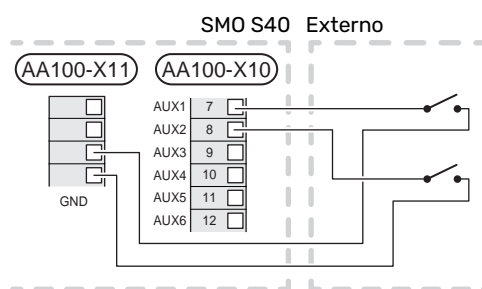 SMO S40 Externo
AA100-X11 AA100-X10
AUX1 7
AUX2 8
AUX3 9
AUX4 10
AUX5 11
AUX6 12
GND